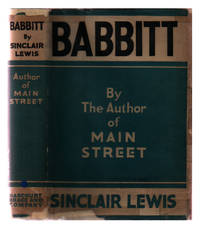 BABBITT
By
SINCLAIR
LEWIS
Author
of
MAIN
STREET
HARCOURT
BRACE AND
COMPANY
BABBITT
By
The Author
of
MAIN
STREET
SINCLAIR LEWIS